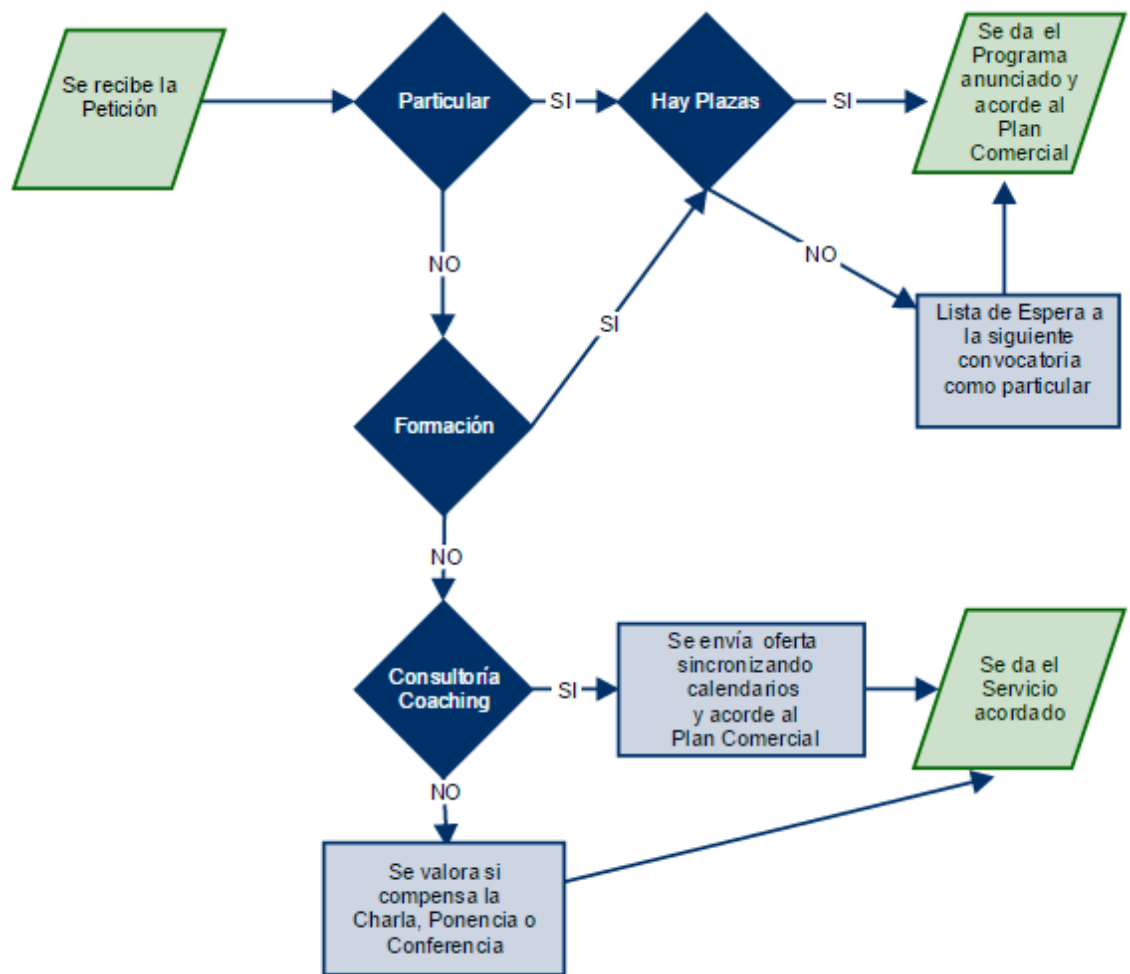 Se recibe la
Petición
Particular
SI
Hay Plazas
SI
Se da el
Programa
anunciado y
acorde al
Plan
Comercial
NO
NO
SI
Lista de Espera a
la siguiente
convocatoria
como particular
Formación
NO
Consultoría
Coaching
SI
Se envía oferta
sincronizando
calendarios
y acorde al
Plan Comercial
Se da el
Servicio
acordado
NO
Se valora si
compensa la
Charla, Ponencia o
Conferencia